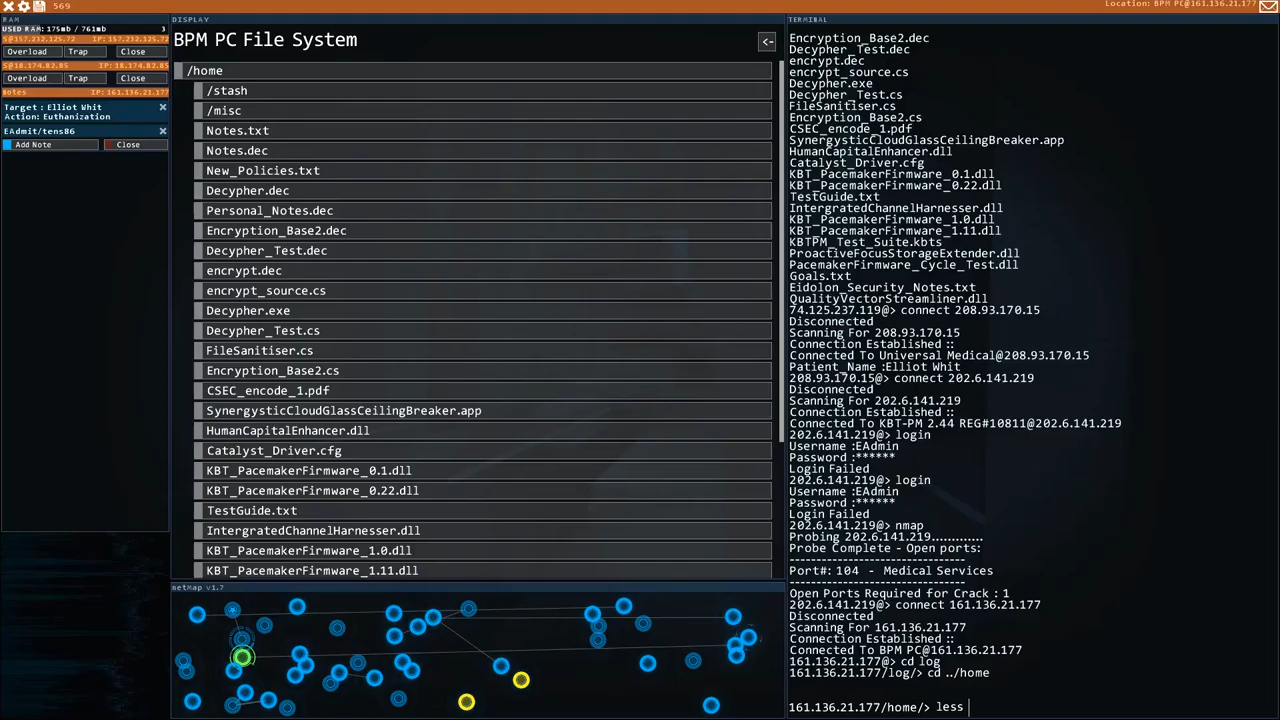 569
Location: BPM PC@161.136.21.177
RAM
USED RAM: 175mb / 761mb
3
IP: 157.232.125.72
Overload
Trap
Close
S@18.174.82.85
IP: 18.174.82.85
Overload
Trap
Close
Notes
IP: 161.136.21.177
Target : Elliot Whit
Action: Euthanization
EAdmit/tens86
Add Note
Close
DISPLAY
BPM PC File System
<-
/home
/stash
/misc
Notes.txt
Notes.dec
New_Policies.txt
Decypher.dec
Personal_Notes.dec
Encryption_Base2.dec
Decypher_Test.dec
encrypt.dec
encrypt_source.cs
Decypher.exe
Decypher_Test.cs
FileSanitiser.cs
Encryption_Base2.cs
CSEC_encode_1.pdf
SynergysticCloudGlassCeilingBreaker.app
HumanCapitalEnhancer.dll
Catalyst_Driver.cfg
KBT_PacemakerFirmware_0.1.dll
KBT_PacemakerFirmware_0.22.dll
TestGuide.txt
IntergratedChannelHarnesser.dll
KBT_PacemakerFirmware_1.0.dll
KBT_PacemakerFirmware_1.11.dll
netMap v1.7
TERMINAL
Encryption_Base2.dec
Decypher_Test.dec
encrypt.dec
encrypt_source.cs
Decypher.exe
Decypher_Test.cs
FileSanitiser.cs
Encryption_Base2.cs
CSEC_encode_1.pdf
SynergysticCloudGlassCeilingBreaker.app
HumanCapitalEnhancer.dll
Catalyst_Driver.cfg
KBT_PacemakerFirmware_0.1.dll
KBT_PacemakerFirmware_0.22.dll
TestGuide.txt
IntergratedChannelHarnesser.dll
KBT_PacemakerFirmware_1.0.dll
KBT_PacemakerFirmware_1.11.dll
KBTPM_Test_Suite.kbts
ProactiveFocusStorageExtender.dll
PacemakerFirmware_Cycle_Test.dll
Goals.txt
Eidolon_Security_Notes.txt
QualityVectorStreamliner.dll
74.125.237.119@> connect 208.93.170.15
Disconnected
Scanning For 208.93.170.15
Connection Established ::
Connected To Universal Medical@208.93.170.15
Patient_Name :Elliot Whit
208.93.170.15@> connect 202.6.141.219
Disconnected
Scanning For 202.6.141.219
Connection Established ::
Connected To KBT-PM 2.44 REG#10811@202.6.141.219
202.6.141.219@> login
Username :EAdmin
Password :******
Login Failed
202.6.141.219@> login
Username :EAdmin
Password :******
Login Failed
202.6.141.219@> nmap
Probing 202.6.141.219.............
Probe Complete - Open ports:
---------------------------------
Port#: 104  -  Medical Services
---------------------------------
Open Ports Required for Crack : 1
202.6.141.219@> connect 161.136.21.177
Disconnected
Scanning For 161.136.21.177
Connection Established ::
Connected To BPM PC@161.136.21.177
161.136.21.177@> cd log
161.136.21.177/log/> cd ../home
161.136.21.177/home/> less